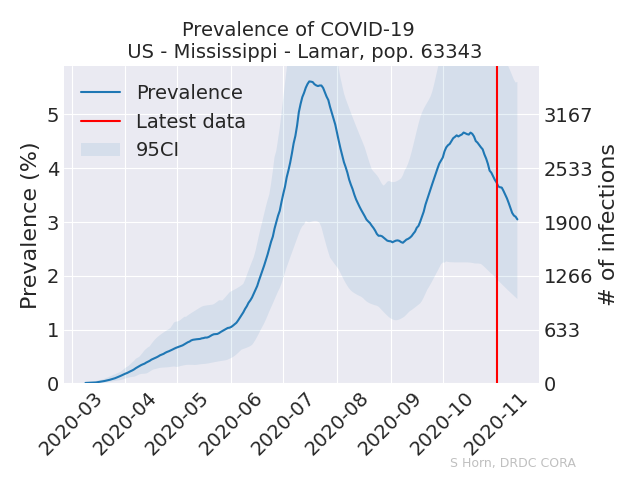 Prevalence of COVID-19
US - Mississippi - Lamar, pop. 63343
Prevalence
Latest data
95CI
Prevalence (%)
5
4
3
2
1
0
3167
2533
1900
1266
633
0
# of infections
2020-03
2020-04
2020-05
2020-06
2020-07
2020-08
2020-09
2020-10
2020-11
S Horn, DRDC CORA